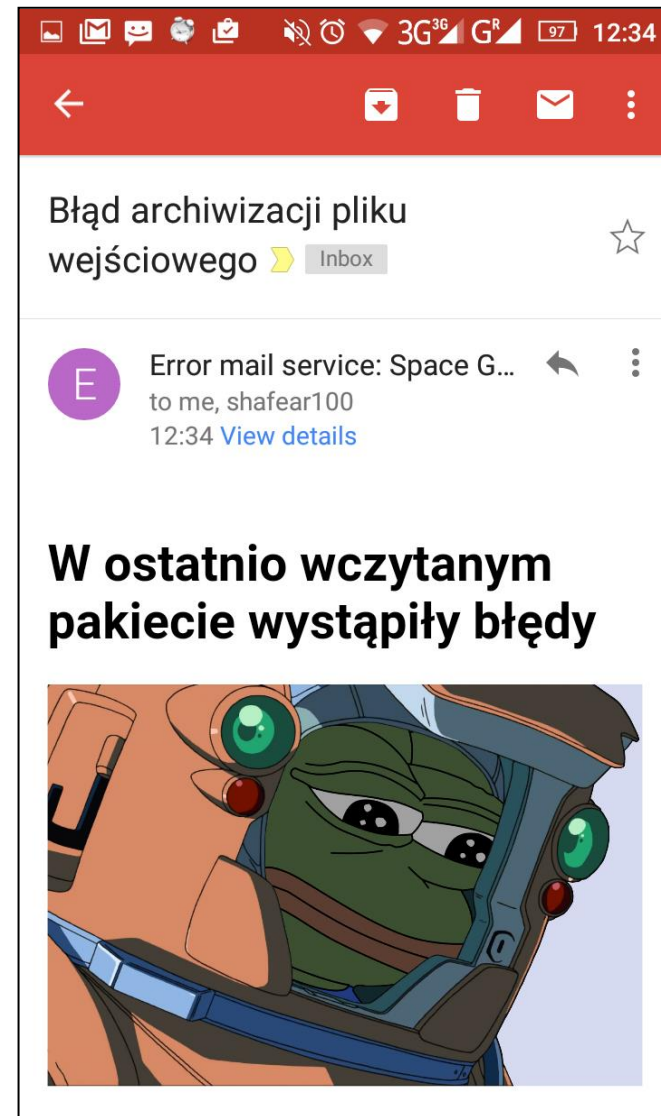 97 12:34
3G 3G G R
Błąd archiwizacji pliku
wejściowego Inbox
E
Error mail service: Space G...
to me, shafear100
12:34 View details
W ostatnio wczytanym
pakiecie wystąpiły błędy